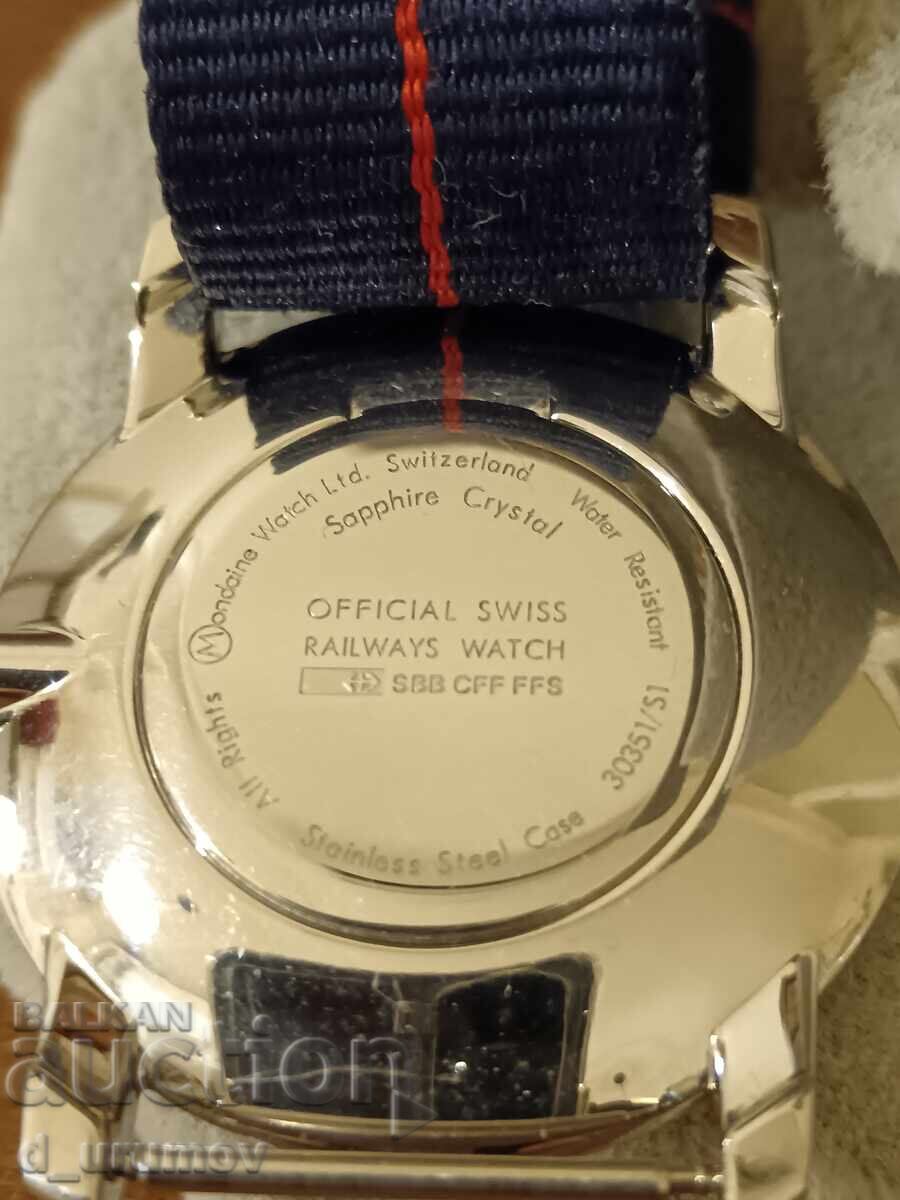 Mondaine Watch Ltd. Switzerland Water Resistant 30351/S1
Sapphire Crystal
OFFICIAL SWISS
RAILWAYS WATCH
SBB CFF FFS
All Rights Stainless Steel Case
BALKAN
auction
d_urumov